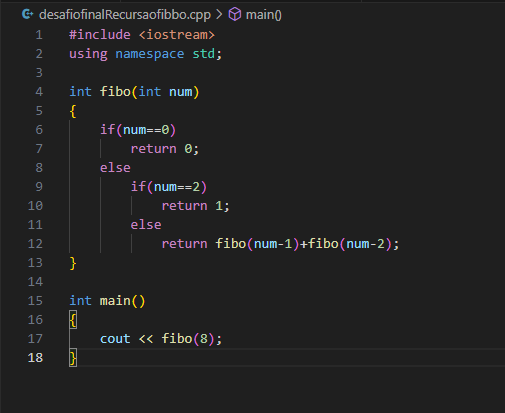 desafiofinalRecursaofibbo.cpp > main()
1 #include <iostream>
2 using namespace std;
3
4 int fibo(int num)
5 {
6 if(num==0)
7 return 0;
8 else
9 if(num==2)
10 return 1;
11 else
12 return fibo(num-1)+fibo(num-2);
13 }
14
15 int main()
16 {
17 cout << fibo(8);
18 }